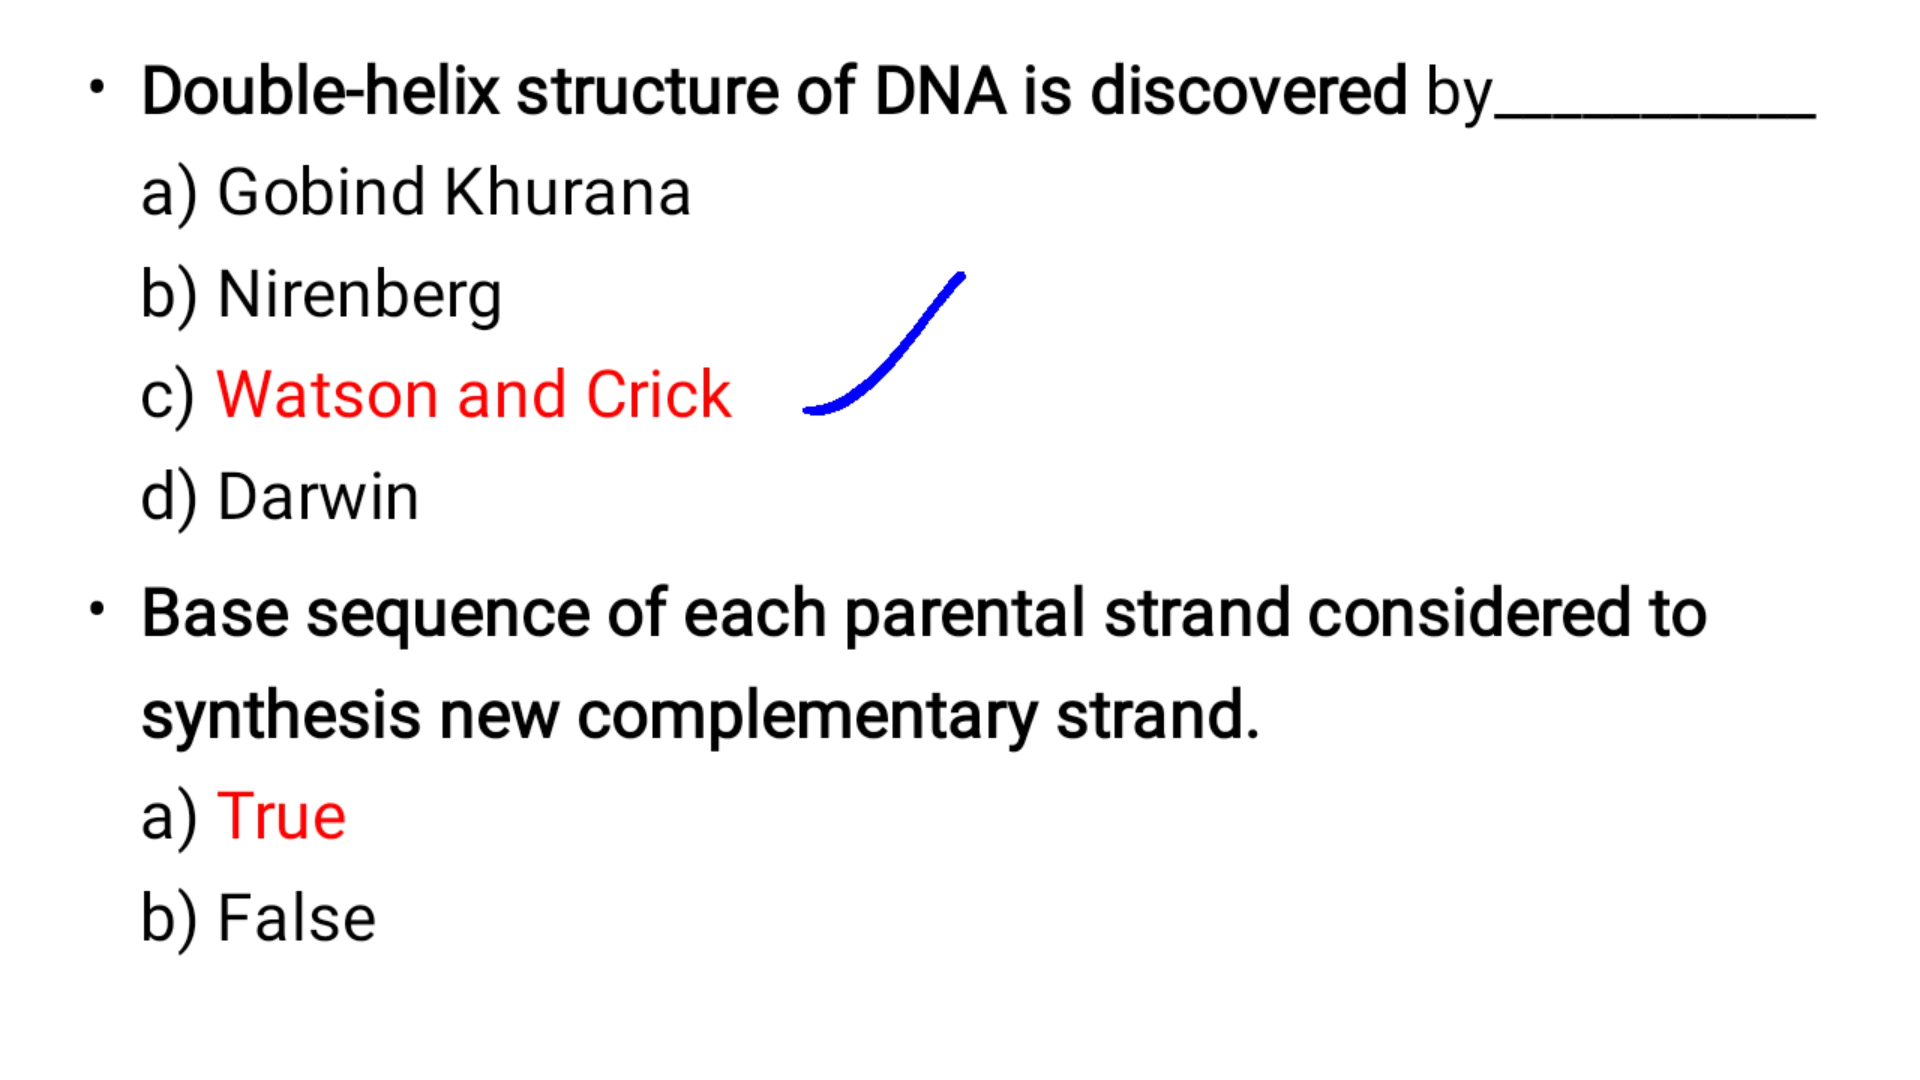 • Double-helix structure of DNA is discovered by___________
a) Gobind Khurana
b) Nirenberg
c) Watson and Crick
d) Darwin
• Base sequence of each parental strand considered to
synthesis new complementary strand.
a) True
b) False